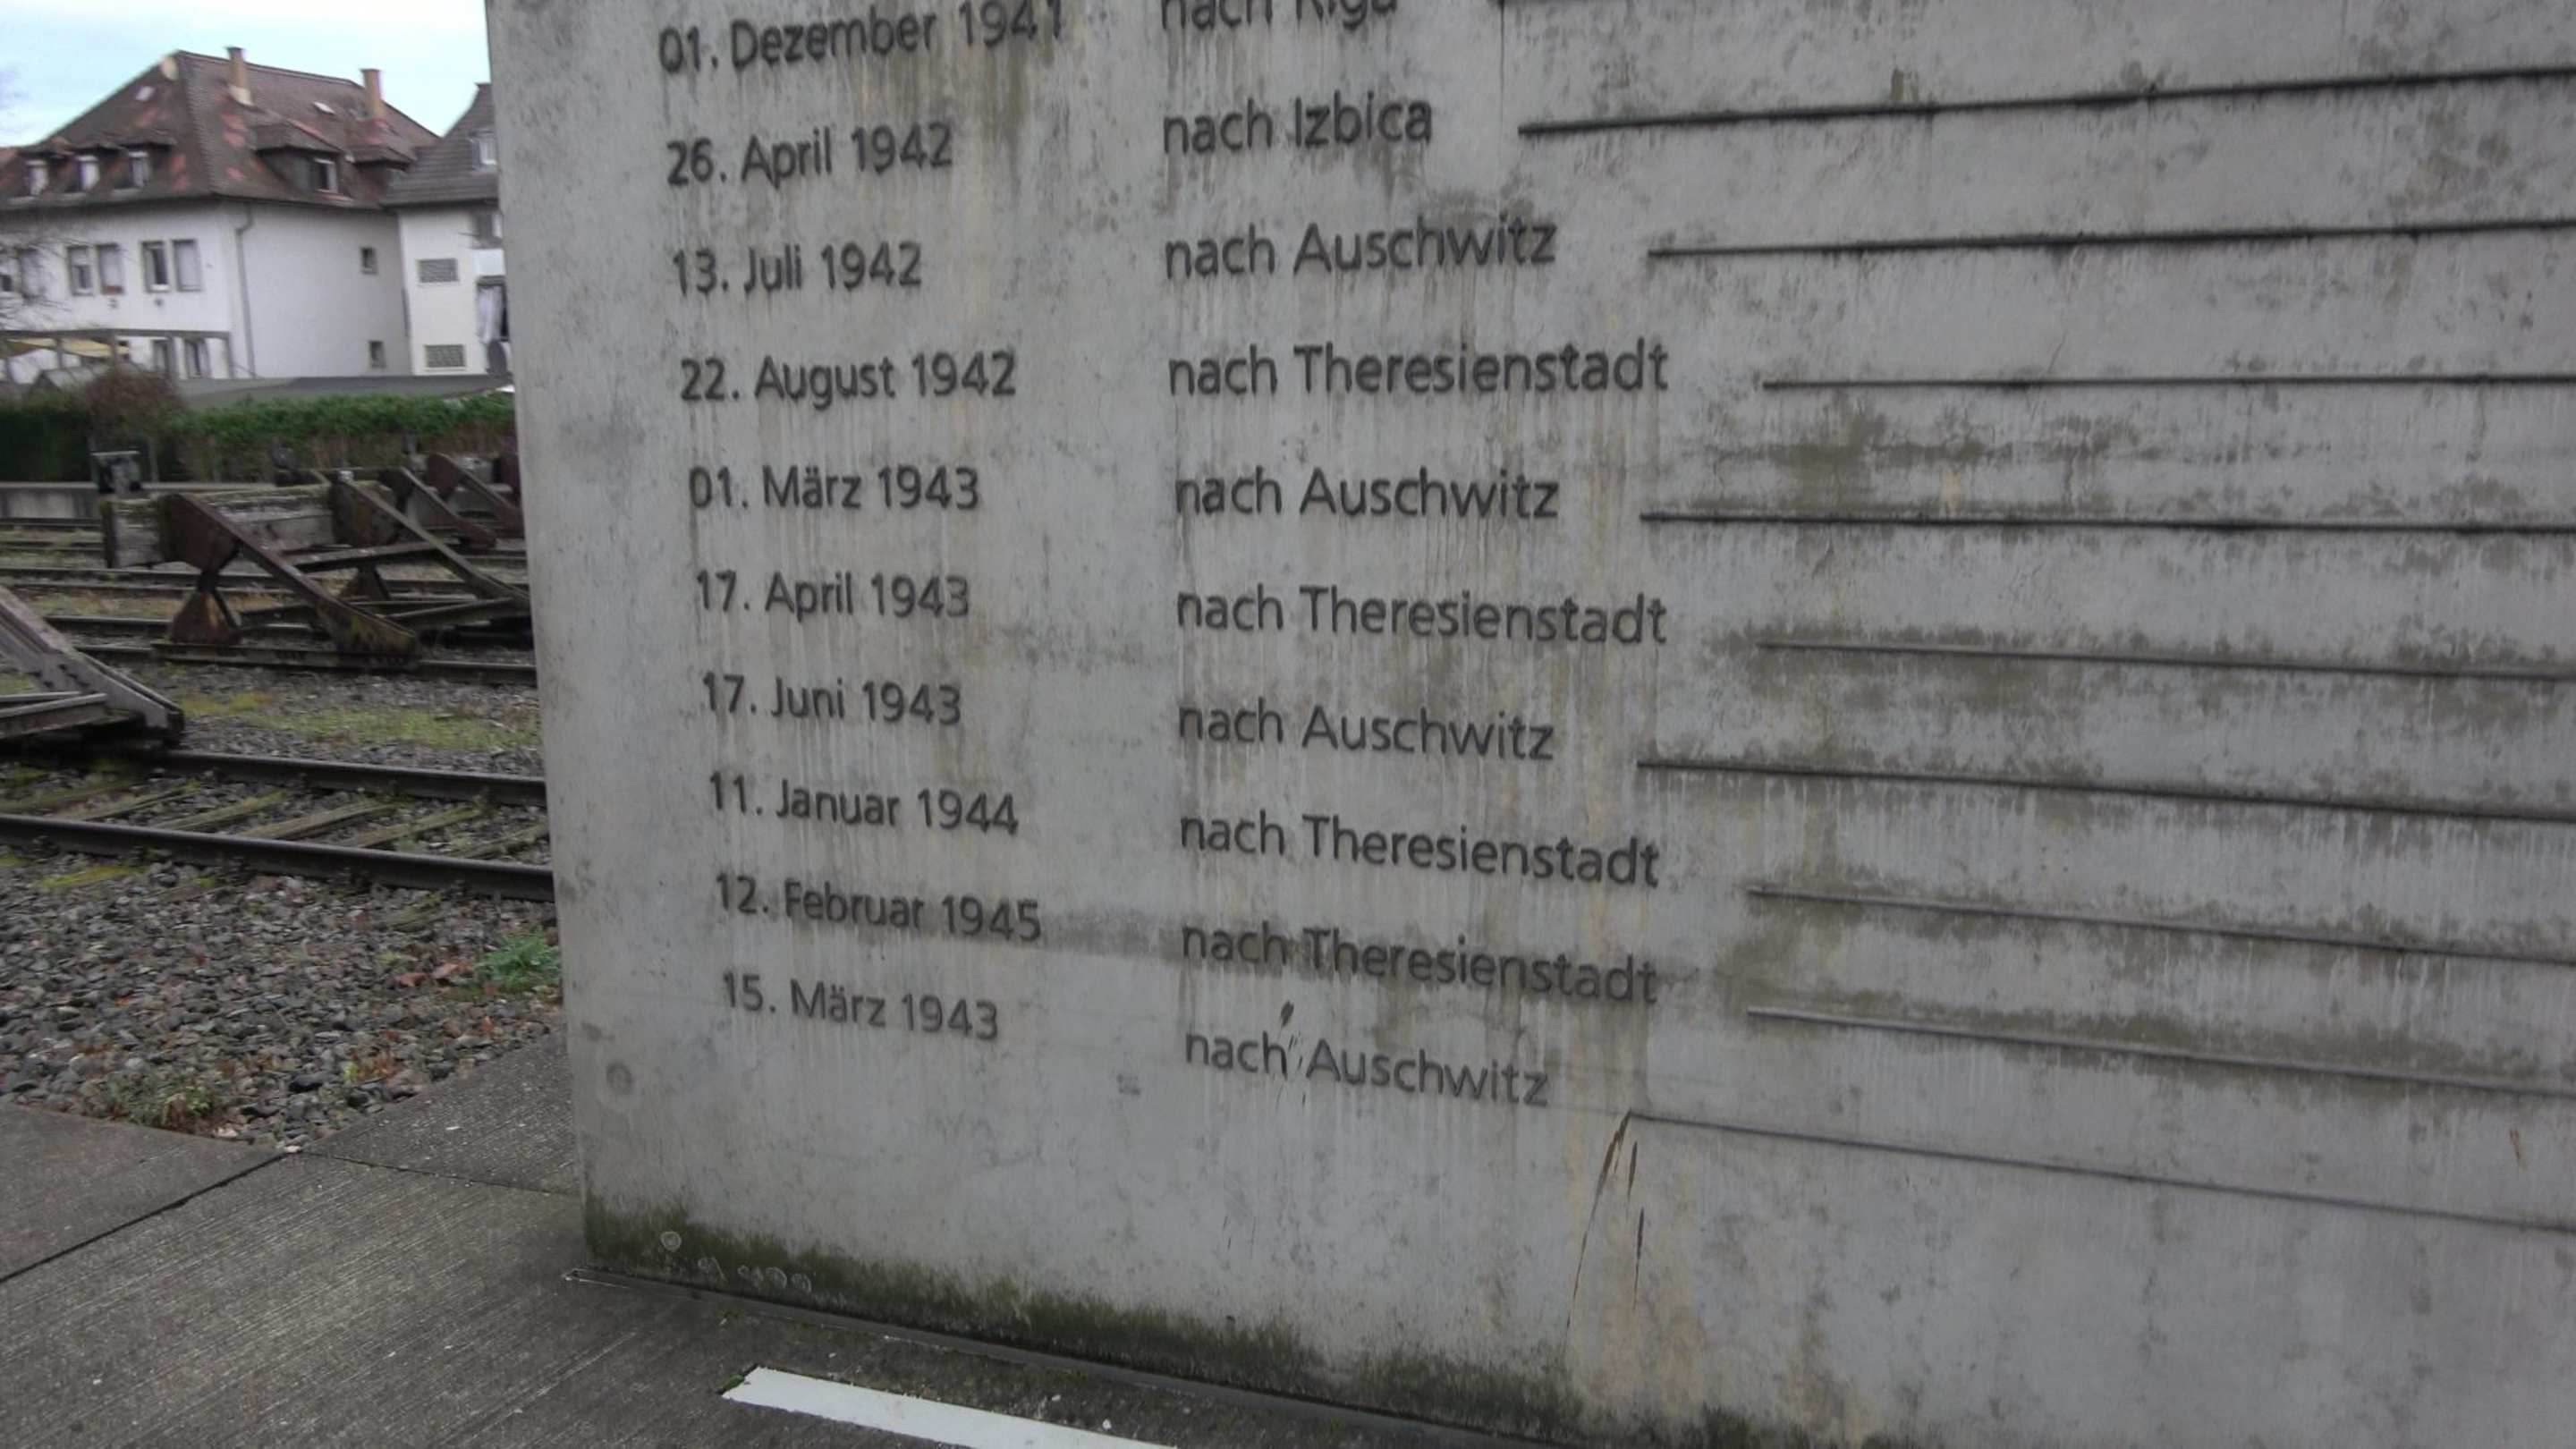 01. Dezember 1941 nach Riga
26. April 1942 nach Izbica
13. Juli 1942 nach Auschwitz
22. August 1942 nach Theresienstadt
01. März 1943 nach Auschwitz
17. April 1943 nach Theresienstadt
17. Juni 1943 nach Auschwitz
11. Januar 1944 nach Theresienstadt
12. Februar 1945 nach Theresienstadt
15. März 1943 nach Auschwitz